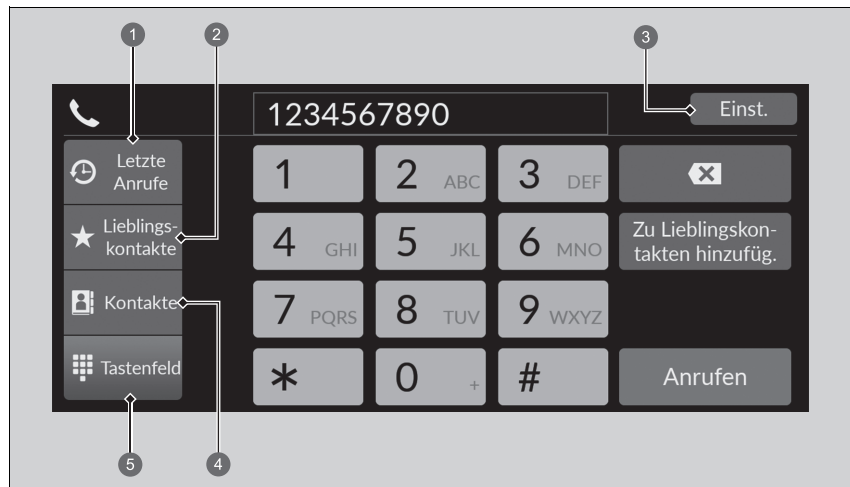 1
2
3
1234567890
Einst.
Letzte
Anrufe
1
2 ABC
3 DEF
Lieblings-
kontakte
4 GHI
5 JKL
6 MNO
Zu Lieblingskon-
takten hinzufüg.
Kontakte
7 PQRS
8 TUV
9 WXYZ
Tastenfeld
*
0 +
#
Anrufen
5
4